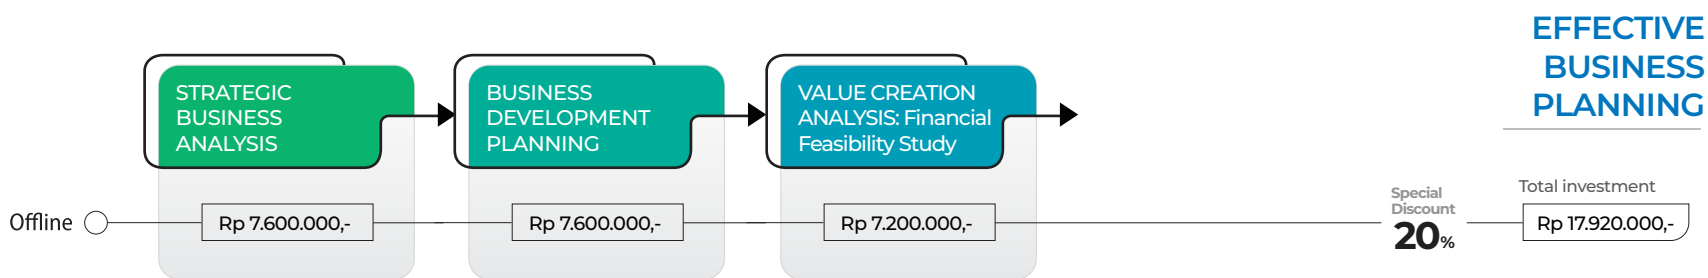 EFFECTIVE
BUSINESS
PLANNING
STRATEGIC
BUSINESS
ANALYSIS
BUSINESS
DEVELOPMENT
PLANNING
VALUE CREATION
ANALYSIS: Financial
Feasibility Study
Offline
Rp 7.600.000,-
Rp 7.600.000,-
Rp 7.200.000,-
Special
Discount
20%
Total investment
Rp 17.920.000,-